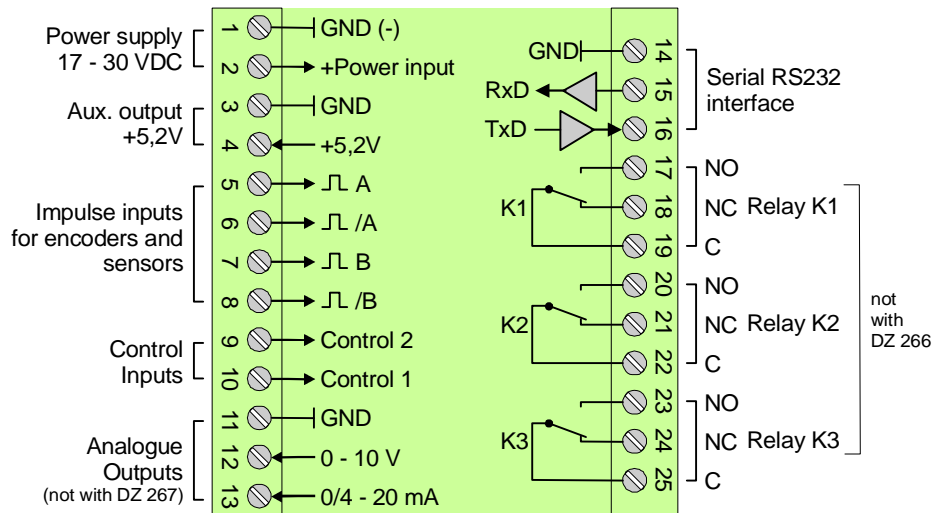 Power supply
17 - 30 VDC
Aux. output
+5,2V
Impulse inputs
for encoders and
sensors
Control
Inputs
Analogue
Outputs
(not with DZ 267)
1 GND (-)
2 +Power input
3 GND
4 +5,2V
5 A
6 /A
7 B
8 /B
9 Control 2
10 Control 1
11 GND
12 0 - 10 V
13 0/4 - 20 mA
GND 14
RxD 15
TxD 16
Serial RS232
interface
17 NO
K1 18 NC Relay K1
19 C
20 NO
K2 21 NC Relay K2
22 C
23 NO
K3 24 NC Relay K3
25 C
not
with
DZ 266